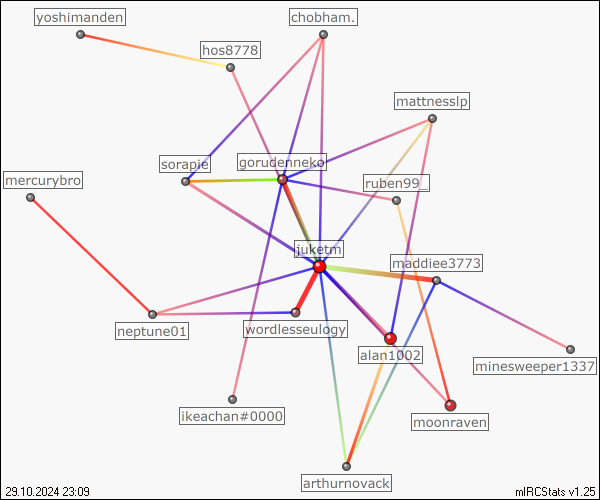 yoshimanden
chobham.
hos8778
mattnesslp
gorudenneko
sorapie
mercurybro
ruben99_
juketm
maddiee3773
neptune01
wordlesseulogy
alan1002
minesweeper1337
ikeachan#0000
moonraven
arthurnovack
29.10.2024 23:09
mIRCStats v1.25